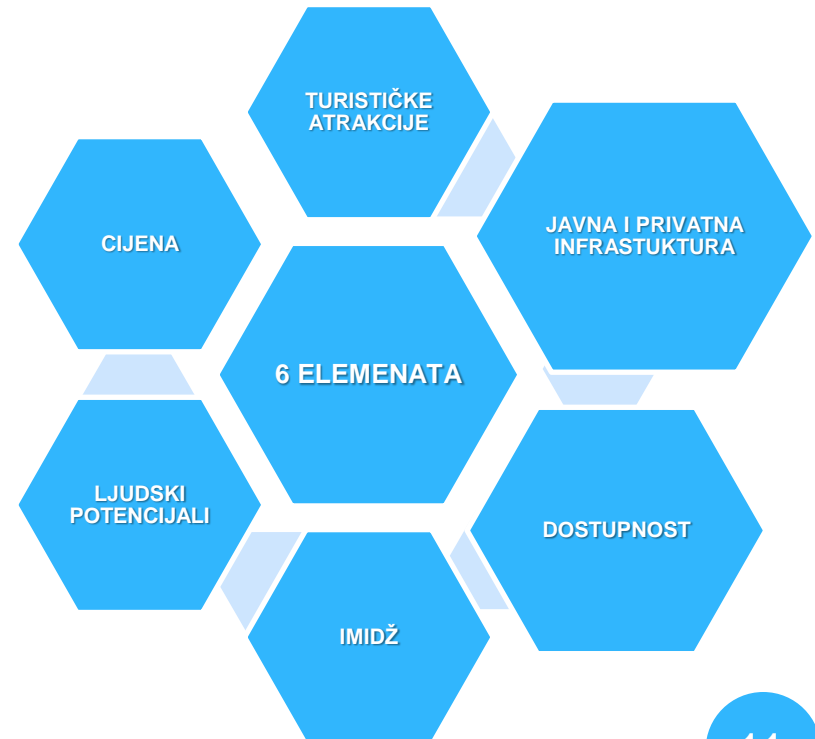 TURISTIČKE
ATRAKCIJE
JAVNA I PRIVATNA
INFRASTUKTURA
CIJENA
6 ELEMENATA
LJUDSKI
POTENCIJALI
DOSTUPNOST
IMIDŽ